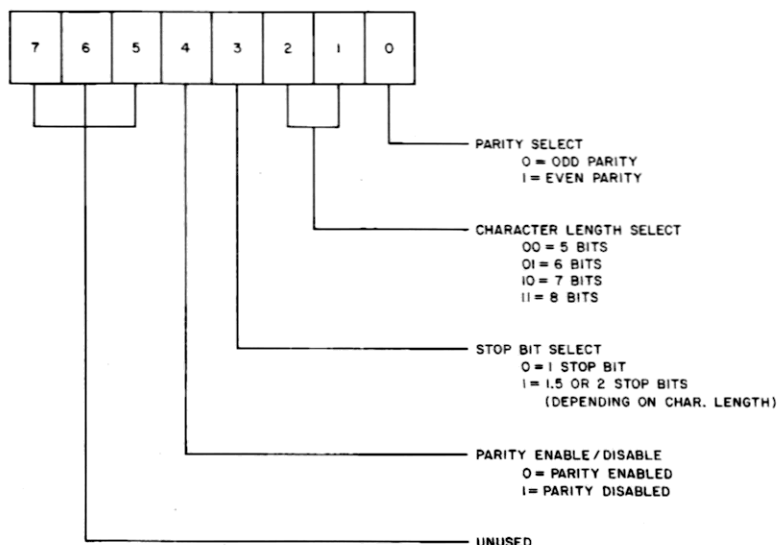 7 6 5 4 3 2 1 0
PARITY SELECT
0 = ODD PARITY
1 = EVEN PARITY
CHARACTER LENGTH SELECT
00 = 5 BITS
01 = 6 BITS
10 = 7 BITS
11 = 8 BITS
STOP BIT SELECT
0 = 1 STOP BIT
1 = 1.5 OR 2 STOP BITS
(DEPENDING ON CHAR. LENGTH)
PARITY ENABLE / DISABLE
0 = PARITY ENABLED
1 = PARITY DISABLED
UNUSED